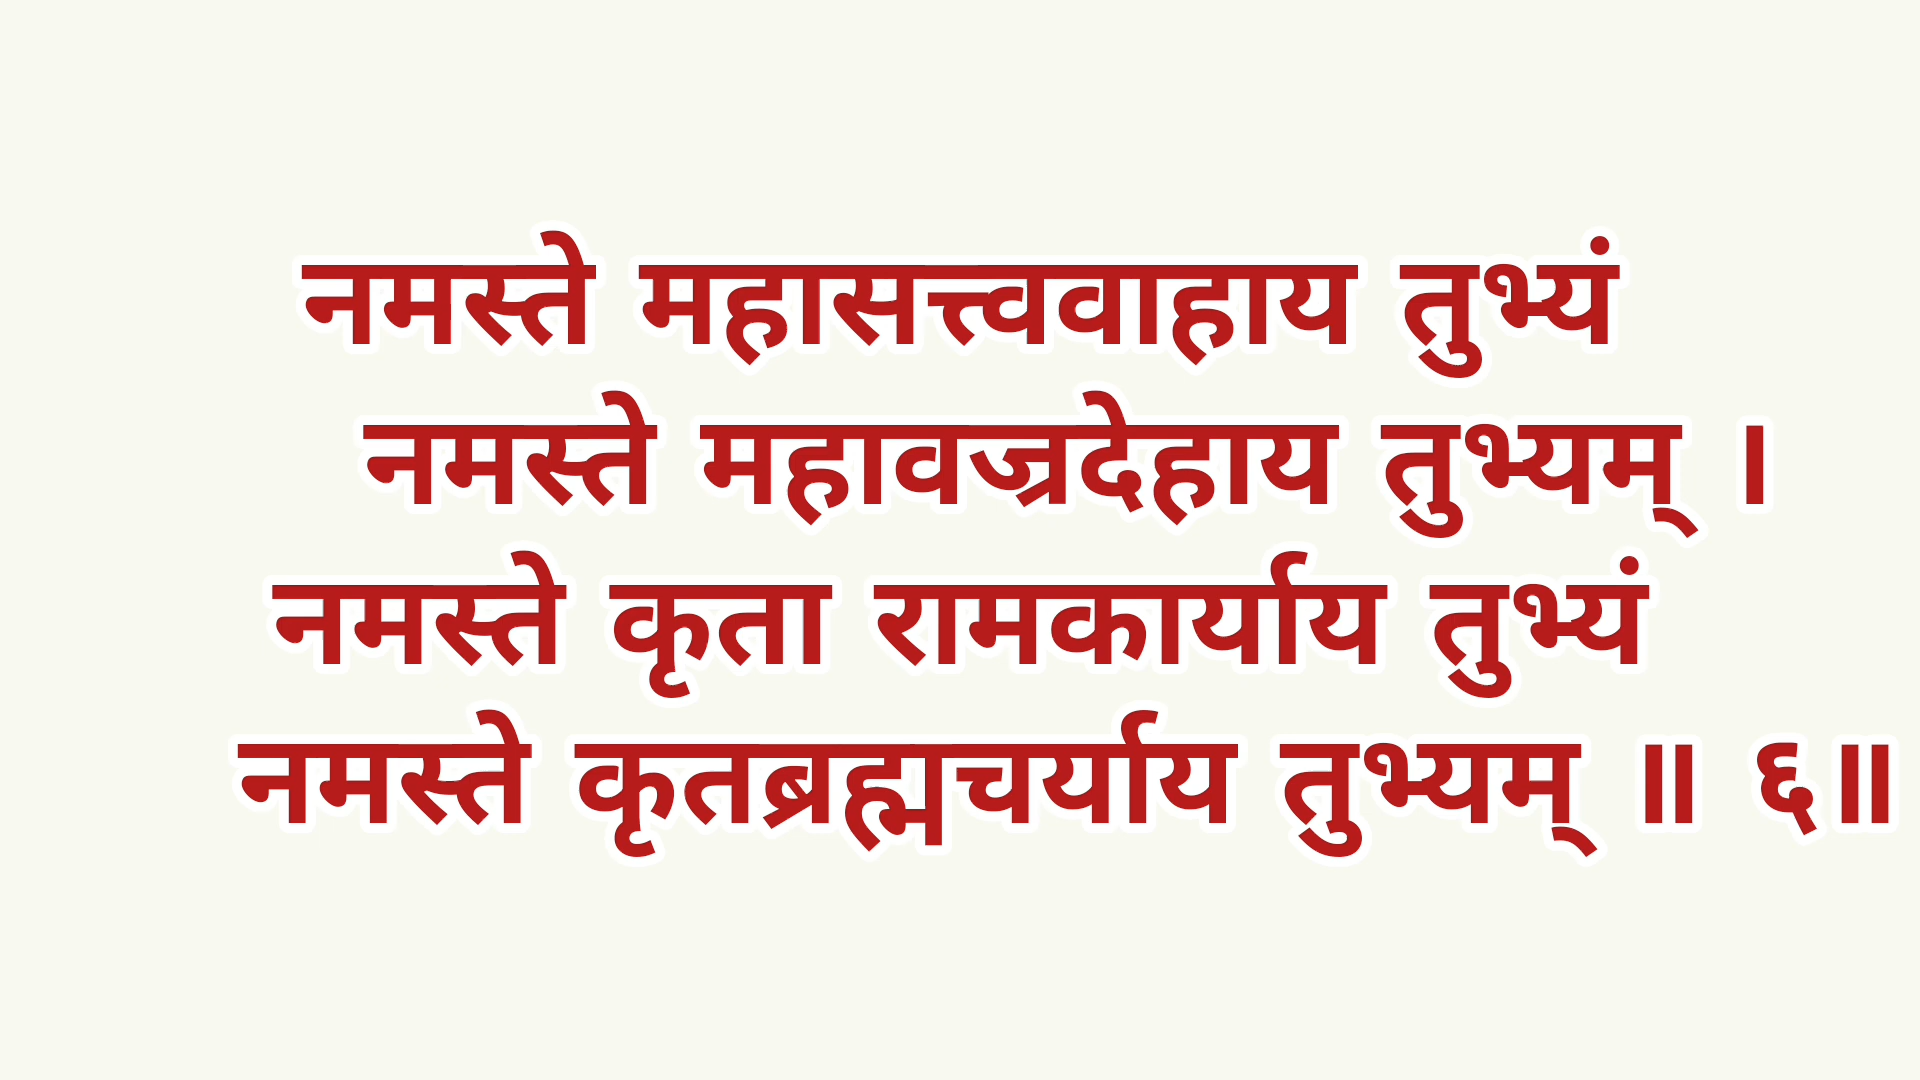 नमस्ते महासत्त्ववाहाय तुभ्यं
नमस्ते महावज्रदेहाय तुभ्यम् ।
नमस्ते कृता रामकार्याय तुभ्यं
नमस्ते कृतब्रह्मचर्याय तुभ्यम् ॥ ६॥